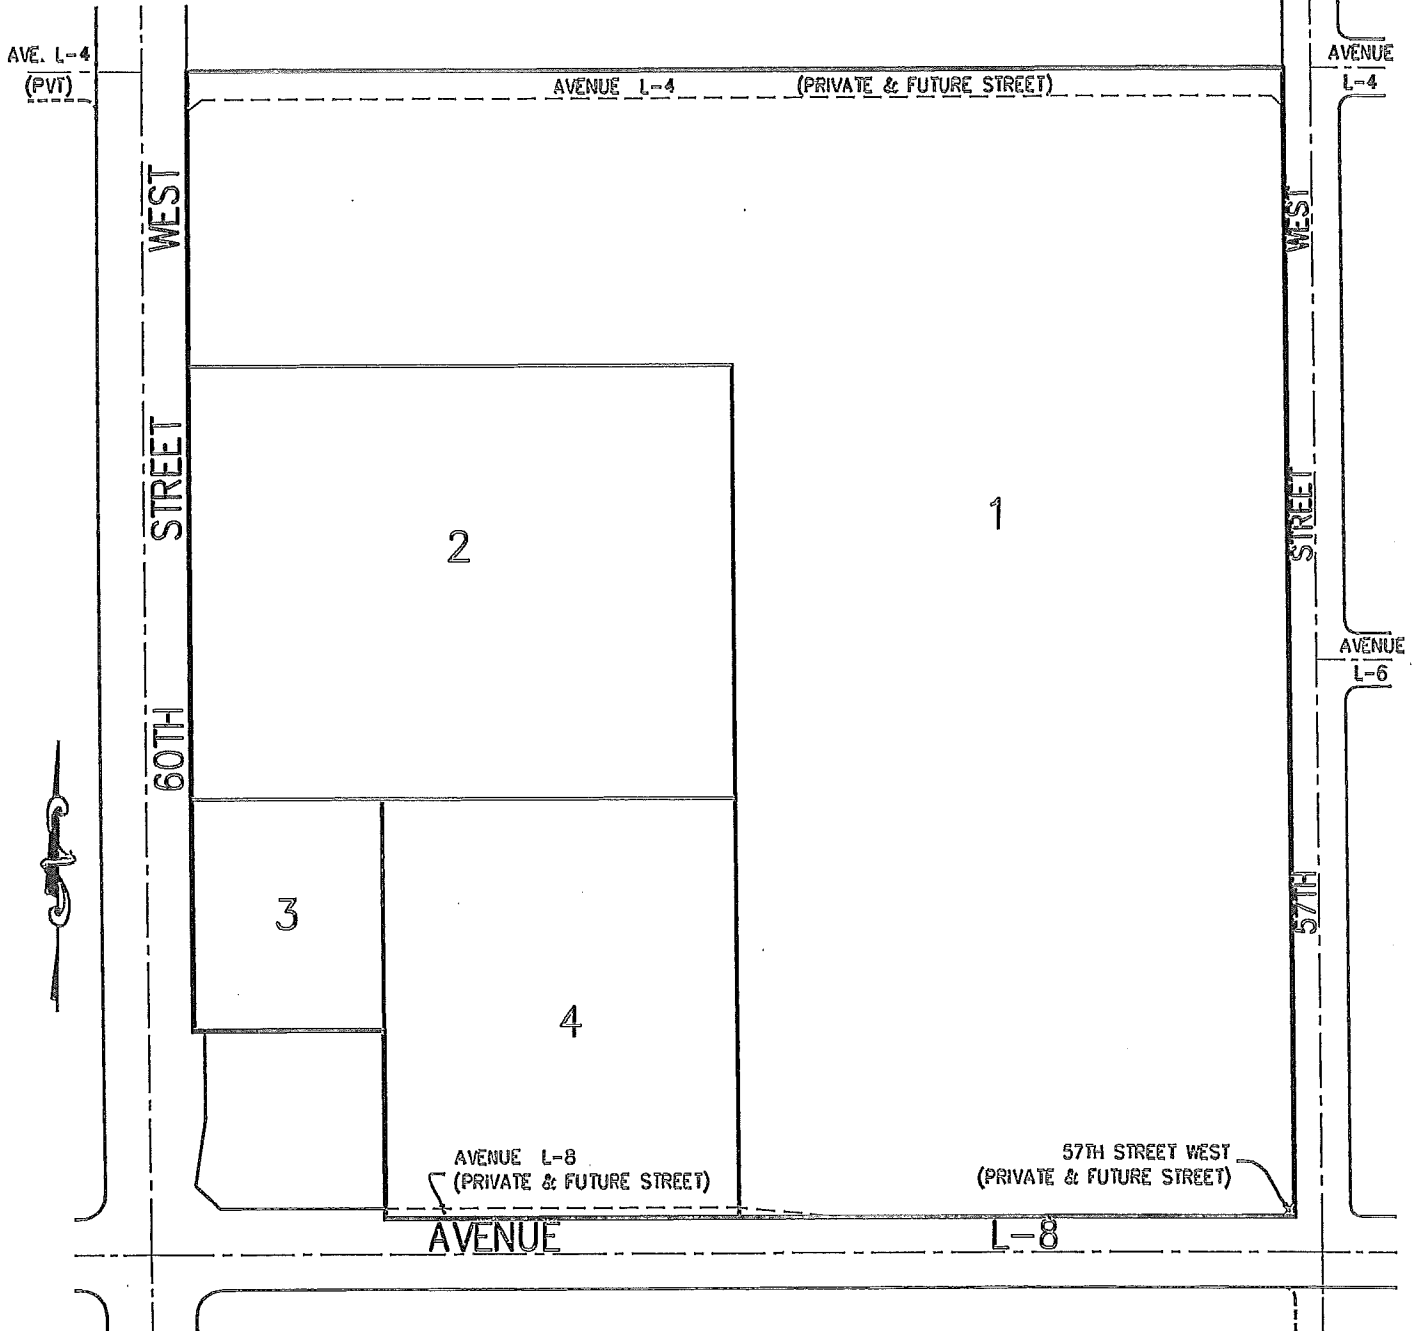 AVE. L-4
(PVT)
AVENUE L-4 (PRIVATE & FUTURE STREET)
AVENUE
L-4
60TH STREET WEST
57TH STREET WEST
2
1
AVENUE
L-6
3
4
AVENUE L-8
(PRIVATE & FUTURE STREET)
57TH STREET WEST
(PRIVATE & FUTURE STREET)
AVENUE L-8